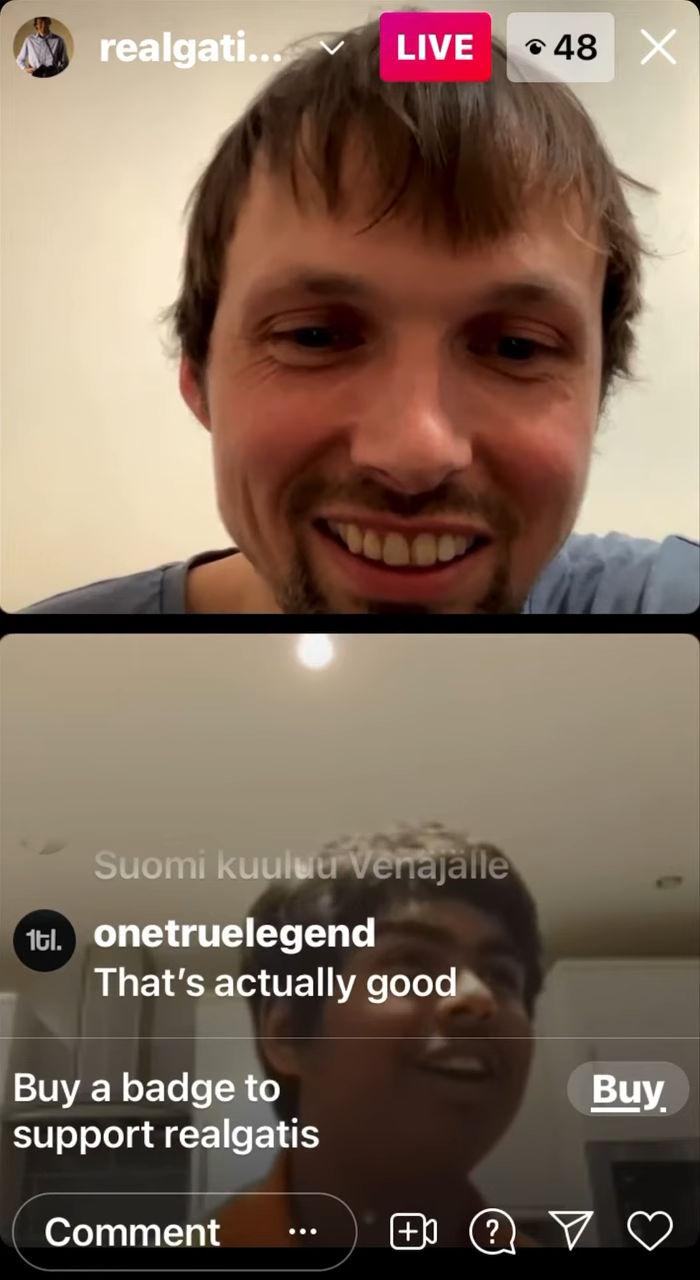 realgati...
LIVE
48
Suomi kuuluu Venäjälle
1tl.
onetruelegend
That's actually good
Buy a badge to
support realgatis
Buy
Comment